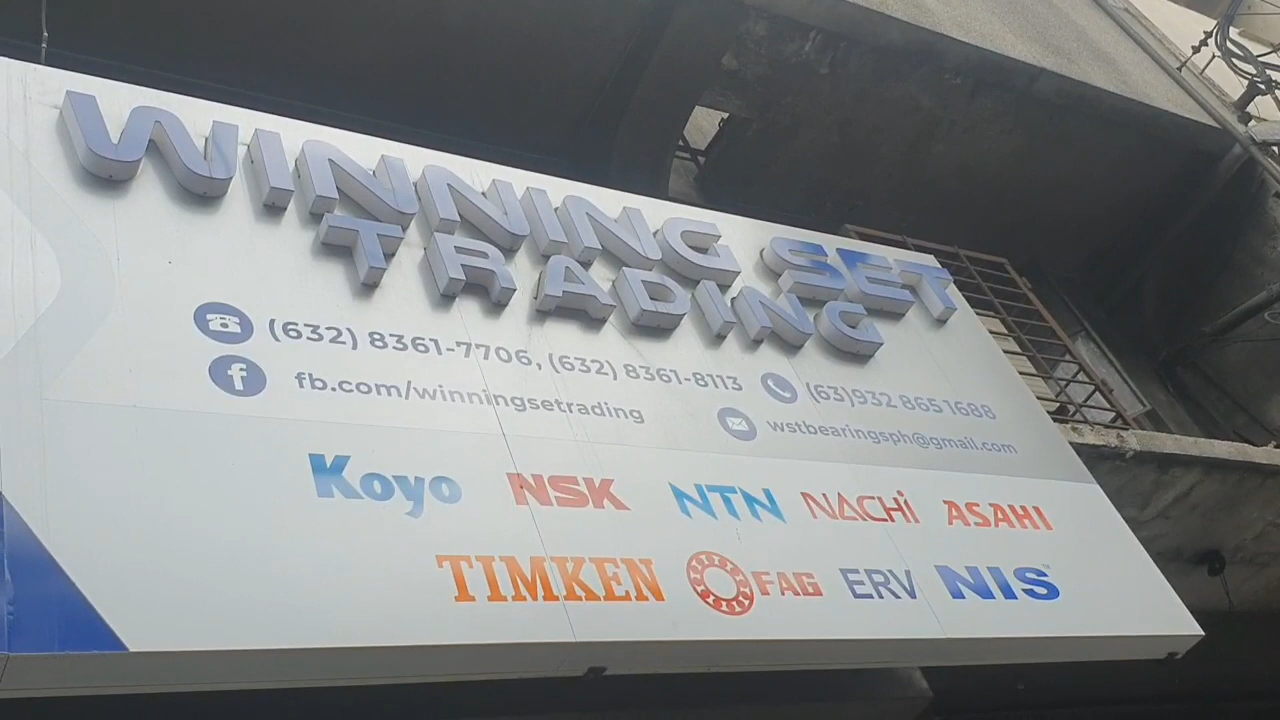 WINNING SET
TRADING
(632) 8361-7706, (632) 8361-8113
(63)932 865 1688
fb.com/winningsetrading
wstbearingsph@gmail.com
Koyo NSK NTN NACHi ASAHI
TIMKEN FAG ERV NIS